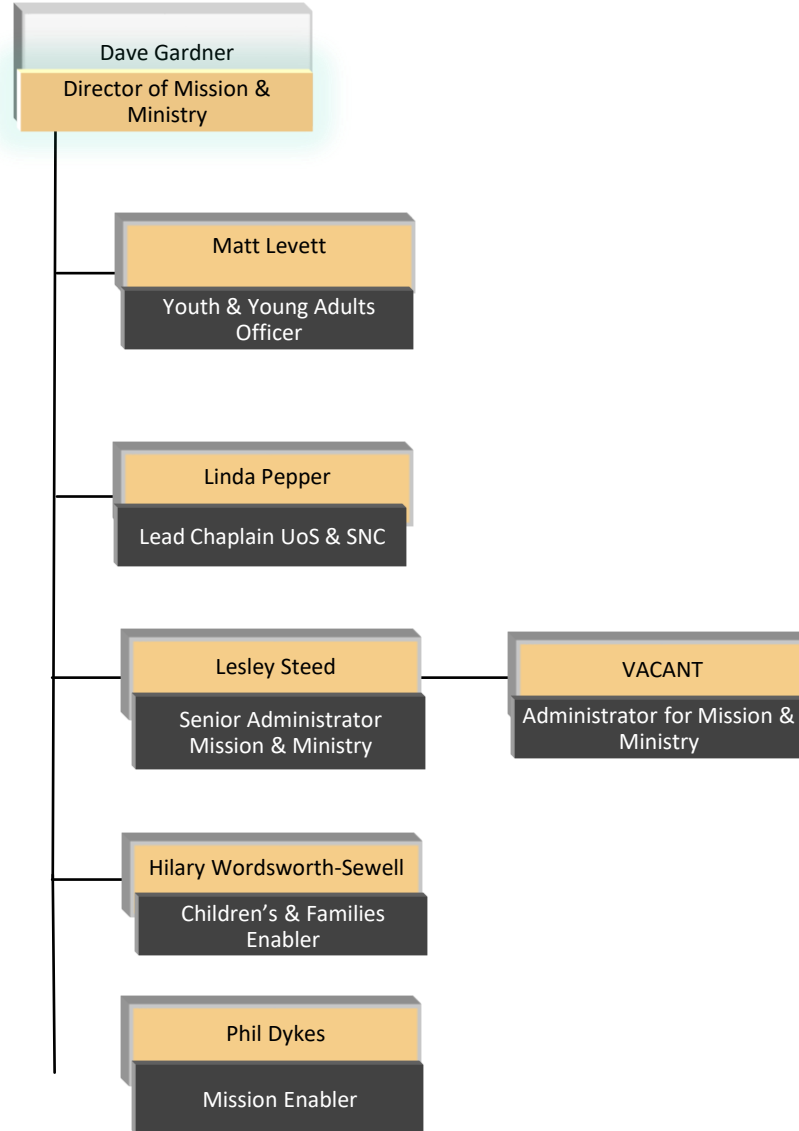 Dave Gardner
Director of Mission &
Ministry
Matt Levett
Youth & Young Adults
Officer
Linda Pepper
Lead Chaplain UoS & SNC
Lesley Steed
Senior Administrator
Mission & Ministry
VACANT
Administrator for Mission &
Ministry
Hilary Wordsworth-Sewell
Children’s & Families
Enabler
Phil Dykes
Mission Enabler